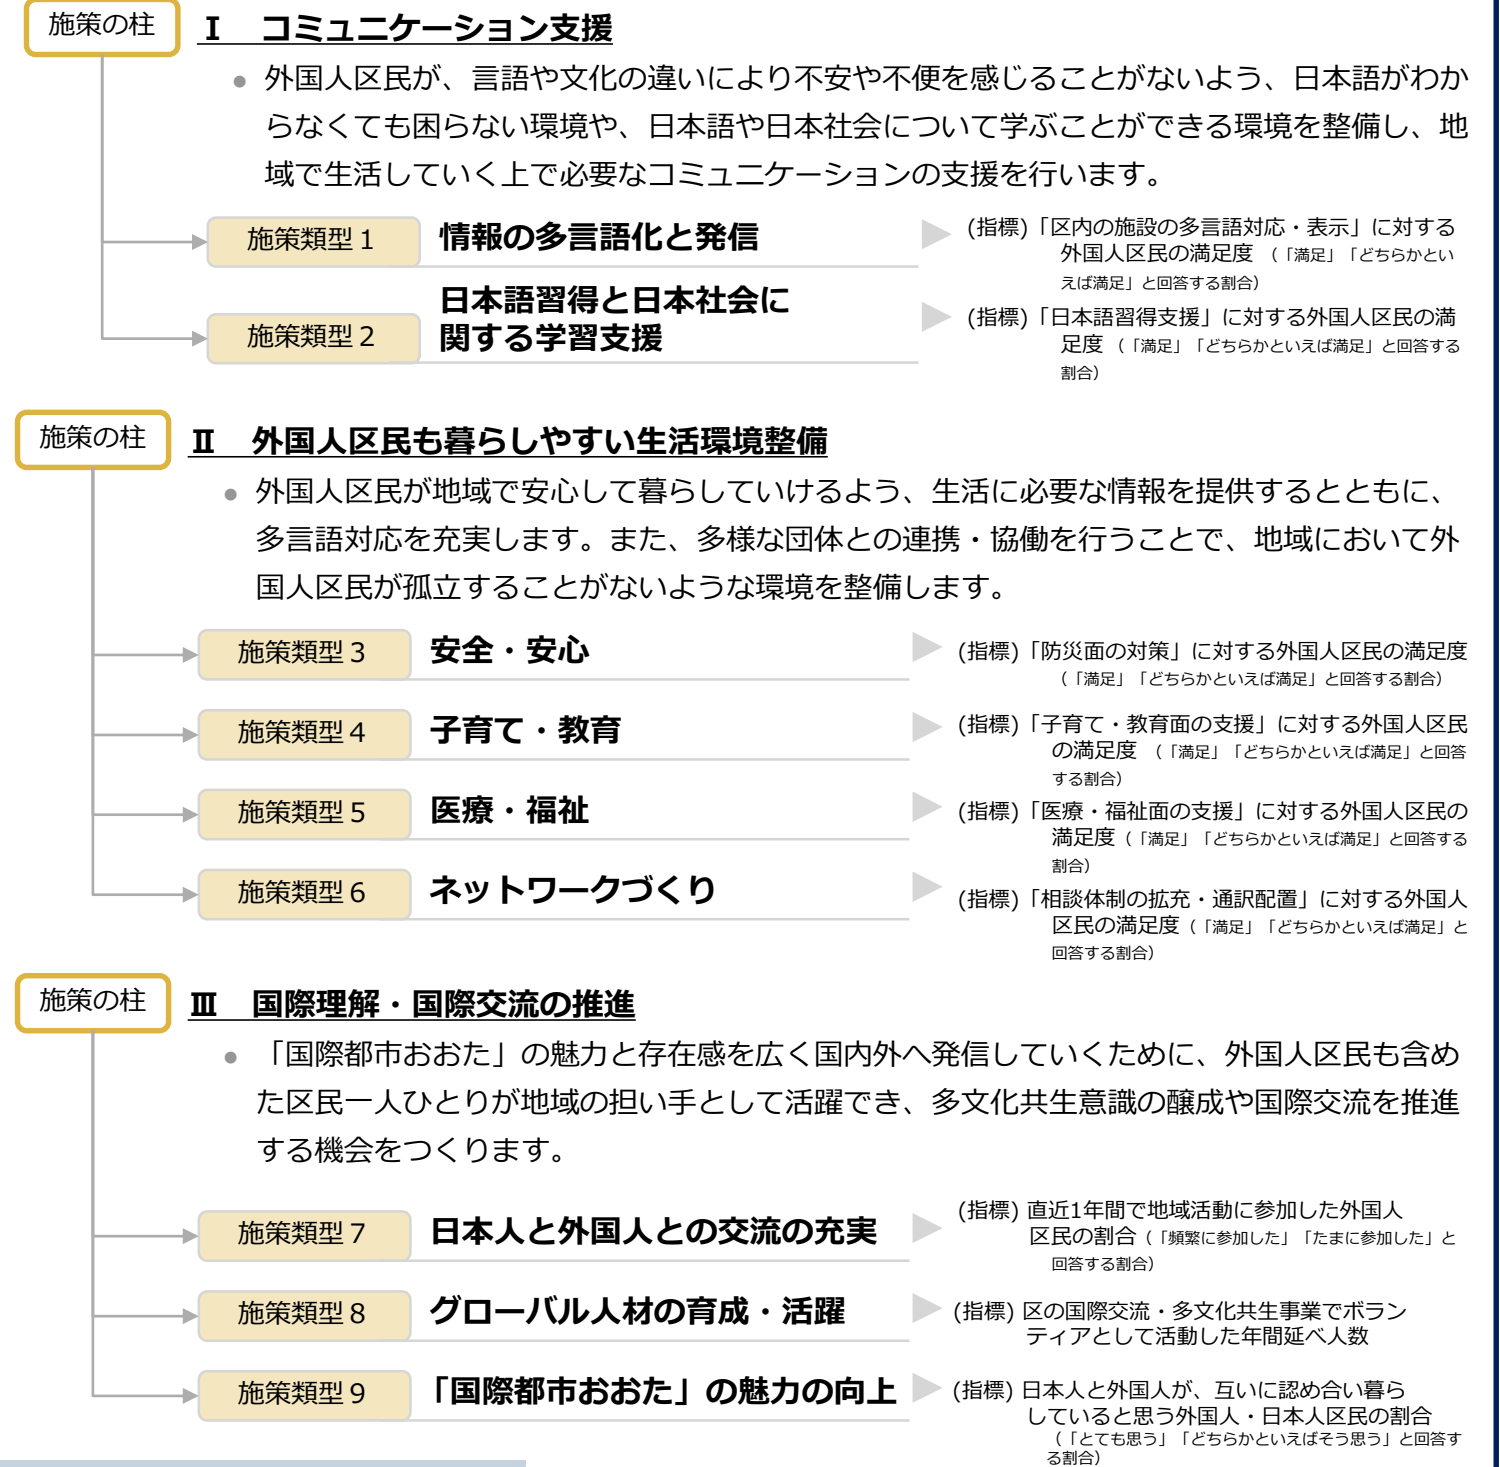 施策の柱
Ⅰ　コミュニケーション支援
● 外国人区民が、言語や文化の違いにより不安や不便を感じることがないよう、日本語がわか
らなくても困らない環境や、日本語や日本社会について学ぶことができる環境を整備し、地
域で生活していく上で必要なコミュニケーションの支援を行います。
施策類型１
情報の多言語化と発信
(指標)「区内の施設の多言語対応・表示」に対する
外国人区民の満足度 （「満足」「どちらかとい
えば満足」と回答する割合）
施策類型２
日本語習得と日本社会に
関する学習支援
(指標)「日本語習得支援」に対する外国人区民の満
足度 （「満足」「どちらかといえば満足」と回答する
割合）
施策の柱
Ⅱ　外国人区民も暮らしやすい生活環境整備
● 外国人区民が地域で安心して暮らしていけるよう、生活に必要な情報を提供するとともに、
多言語対応を充実します。また、多様な団体との連携・協働を行うことで、地域において外
国人区民が孤立することがないような環境を整備します。
施策類型３
安全・安心
(指標)「防災面の対策」に対する外国人区民の満足度
（「満足」「どちらかといえば満足」と回答する割合）
施策類型４
子育て・教育
(指標)「子育て・教育面の支援」に対する外国人区民
の満足度 （「満足」「どちらかといえば満足」と回答
する割合）
施策類型５
医療・福祉
(指標)「医療・福祉面の支援」に対する外国人区民の
満足度（「満足」「どちらかといえば満足」と回答する
割合）
施策類型６
ネットワークづくり
(指標)「相談体制の拡充・通訳配置」に対する外国人
区民の満足度（「満足」「どちらかといえば満足」と
回答する割合）
施策の柱
Ⅲ　国際理解・国際交流の推進
● 「国際都市おおた」の魅力と存在感を広く国内外へ発信していくために、外国人区民も含め
た区民一人ひとりが地域の担い手として活躍でき、多文化共生意識の醸成や国際交流を推進
する機会をつくります。
施策類型７
日本人と外国人との交流の充実
(指標) 直近1年間で地域活動に参加した外国人
区民の割合（「頻繁に参加した」「たまに参加した」と
回答する割合）
施策類型８
グローバル人材の育成・活躍
(指標) 区の国際交流・多文化共生事業でボラン
ティアとして活動した年間延べ人数
施策類型９
「国際都市おおた」の魅力の向上
(指標) 日本人と外国人が、互いに認め合い暮ら
していると思う外国人・日本人区民の割合
（「とても思う」「どちらかといえばそう思う」と回答す
る割合）